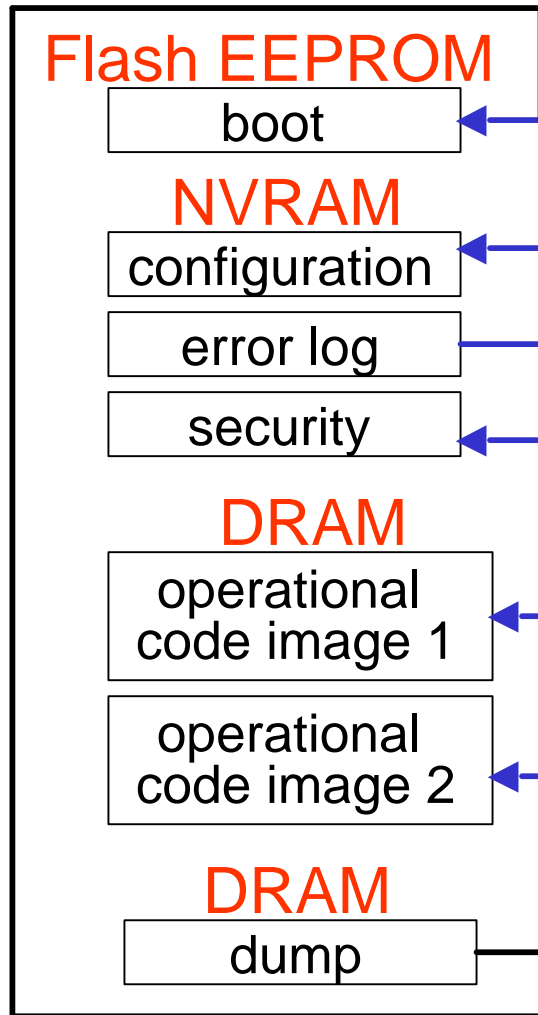 Flash EEPROM
boot
NVRAM
configuration
error log
security
DRAM
operational
code image 1
operational
code image 2
DRAM
dump